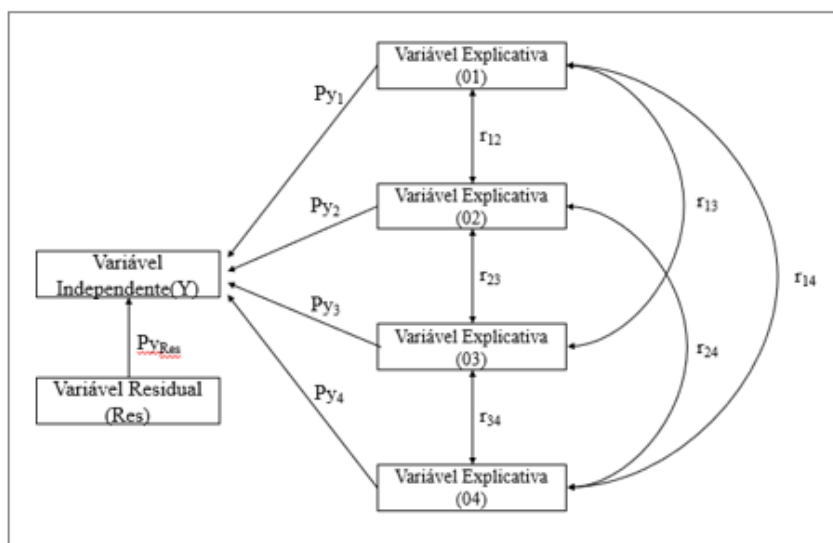 Variável Explicativa
(01)
Py1
r12
Variável Explicativa
(02)
Py2
r13
Variável
Independente(Y)
r23
r14
Py3
PyRes
Variável Explicativa
(03)
r24
Variável Residual
(Res)
Py4
r34
Variável Explicativa
(04)